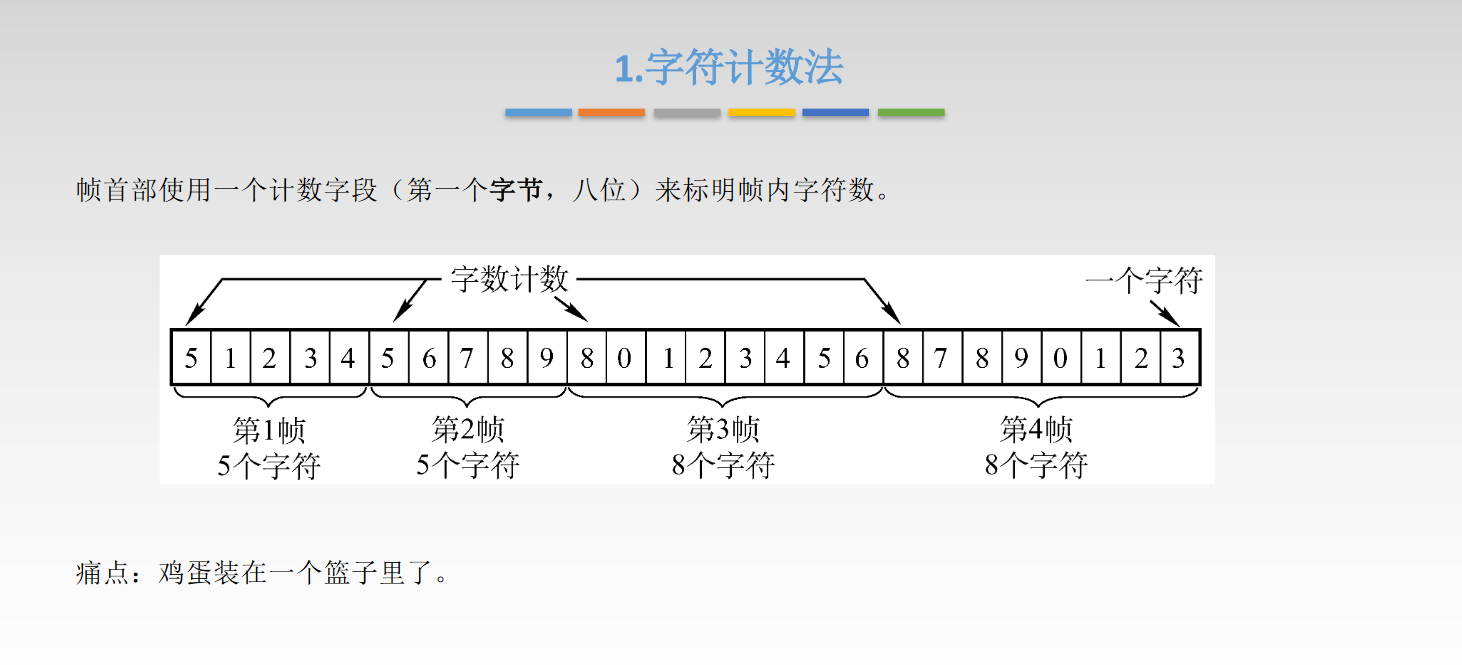 1.字符计数法
帧首部使用一个计数字段（第一个字节，八位）来标明帧内字符数。
字数计数 一个字符
5 1 2 3 4 5 6 7 8 9 8 0 1 2 3 4 5 6 8 7 8 9 0 1 2 3
第1帧 第2帧 第3帧 第4帧
5个字符 5个字符 8个字符 8个字符
痛点：鸡蛋装在一个篮子里了。